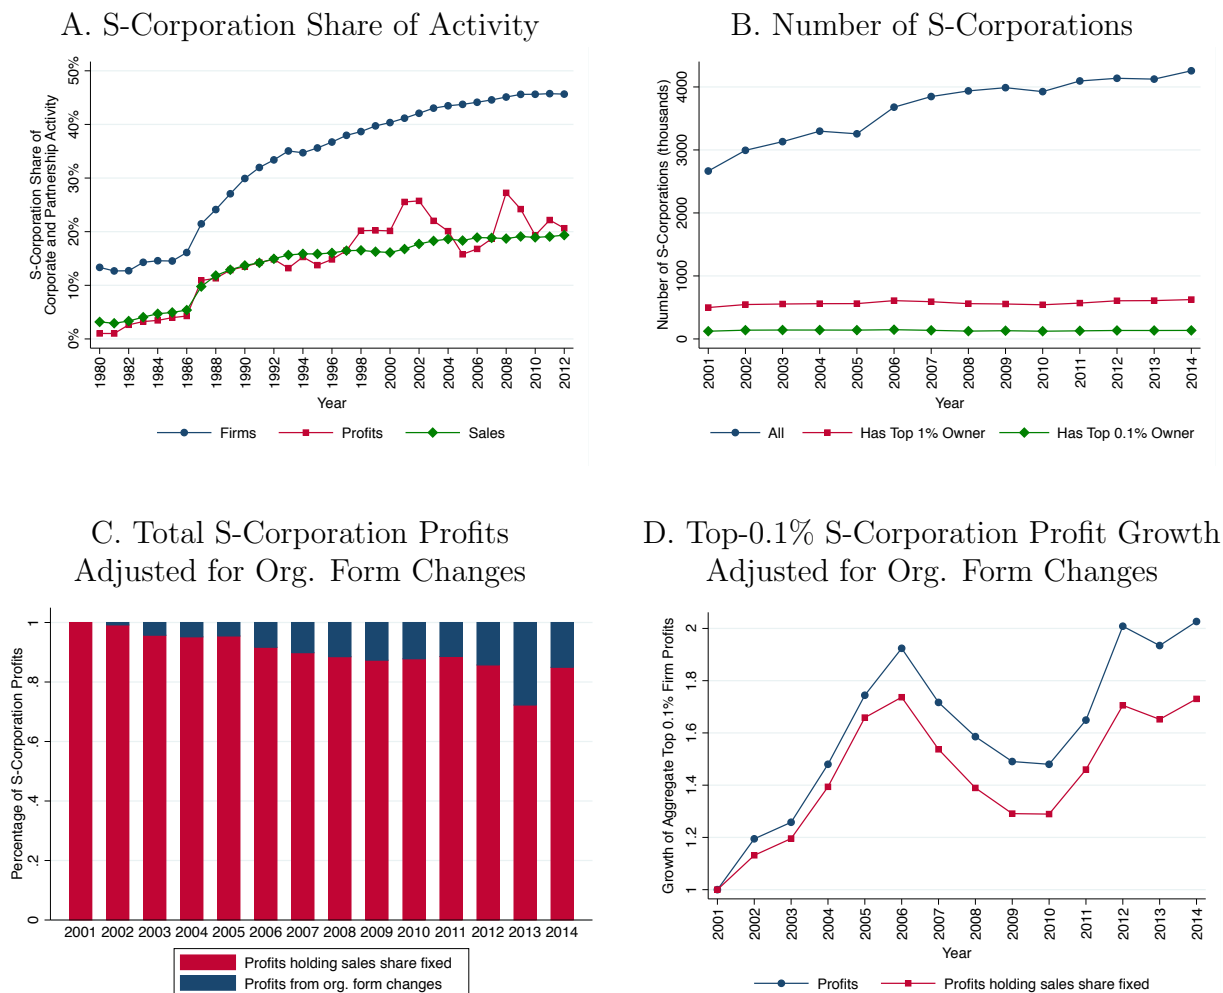 A. S-Corporation Share of Activity
S-Corporation Share of
Corporate and Partnership Activity
50%
40%
30%
20%
10%
0%
1980
1982
1984
1986
1988
1990
1992
1994
1996
1998
2000
2002
2004
2006
2008
2010
2012
Year
Firms
Profits
Sales
B. Number of S-Corporations
Number of S-Corporations (thousands)
4000
3000
2000
1000
0
2001
2002
2003
2004
2005
2006
2007
2008
2009
2010
2011
2012
2013
2014
Year
All
Has Top 1% Owner
Has Top 0.1% Owner
C. Total S-Corporation Profits
Adjusted for Org. Form Changes
Percentage of S-Corporation Profits
1
.8
.6
.4
.2
0
2001 2002 2003 2004 2005 2006 2007 2008 2009 2010 2011 2012 2013 2014
Profits holding sales share fixed
Profits from org. form changes
D. Top-0.1% S-Corporation Profit Growth
Adjusted for Org. Form Changes
Growth of Aggregate Top 0.1% Firm Profits
2
1.8
1.6
1.4
1.2
1
2001
2002
2003
2004
2005
2006
2007
2008
2009
2010
2011
2012
2013
2014
Year
Profits
Profits holding sales share fixed